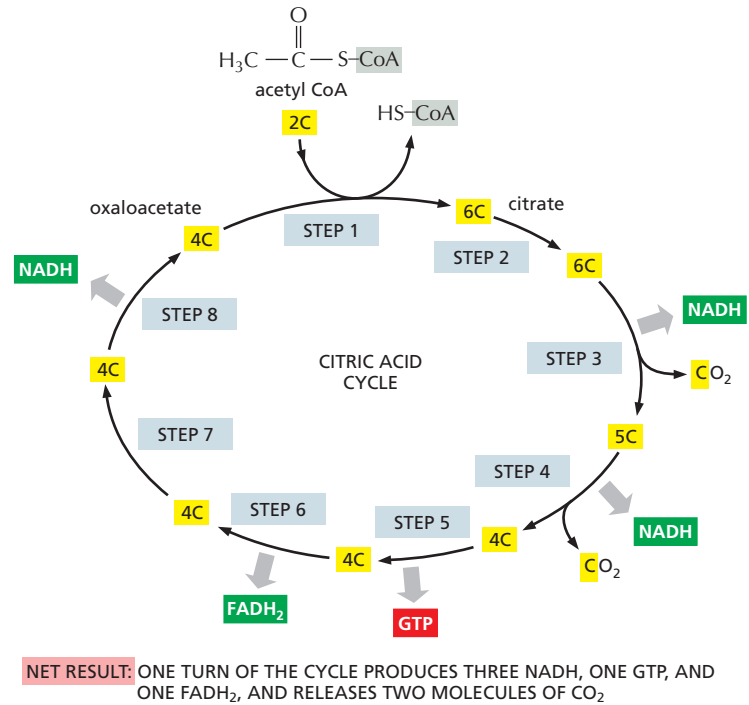 O
H₃C — C — S–CoA
acetyl CoA
HS–CoA
2C
oxaloacetate
6C citrate
4C
STEP 1
STEP 2
6C
NADH
STEP 8
NADH
CITRIC ACID
CYCLE
STEP 3
4C
CO₂
STEP 7
5C
STEP 4
4C
STEP 6
STEP 5
4C
NADH
4C
CO₂
FADH₂
GTP
NET RESULT: ONE TURN OF THE CYCLE PRODUCES THREE NADH, ONE GTP, AND
ONE FADH₂, AND RELEASES TWO MOLECULES OF CO₂